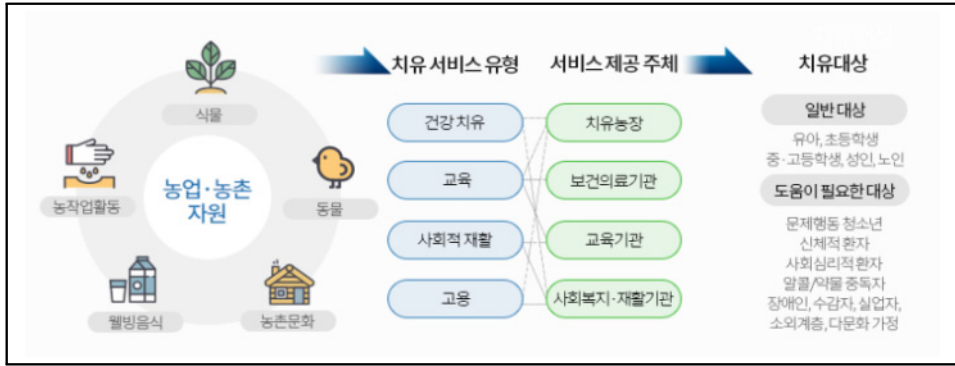 식물
농작업활동
농업·농촌
자원
동물
웰빙음식
농촌문화
치유 서비스 유형
건강 치유
교육
사회적 재활
고용
서비스 제공 주체
치유농장
보건의료기관
교육기관
사회복지·재활기관
치유대상
일반 대상
유아, 초등학생
중·고등학생, 성인, 노인
도움이 필요한 대상
문제행동 청소년
신체적 환자
사회심리적 환자
알콜/약물 중독자
장애인, 수감자, 실업자,
소외계층, 다문화 가정